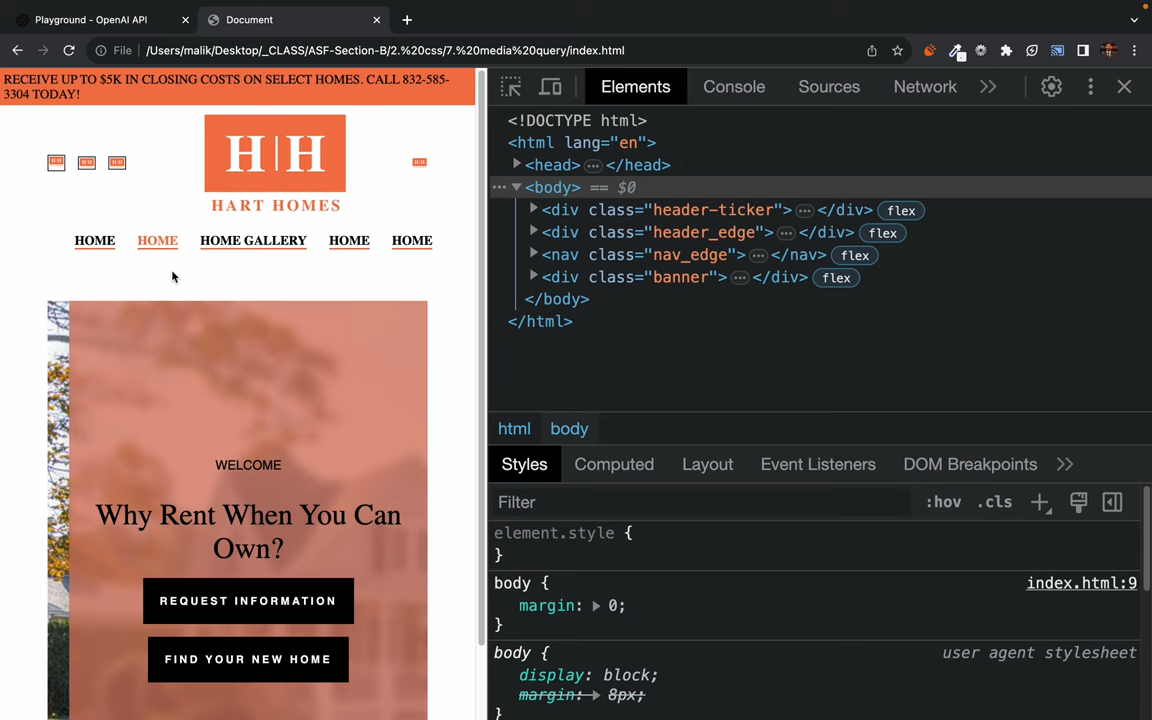 Playground - OpenAI API
Document
File
/Users/malik/Desktop/_CLASS/ASF-Section-B/2.%20css/7.%20media%20query/index.html
RECEIVE UP TO $5K IN CLOSING COSTS ON SELECT HOMES. CALL 832-585-
3304 TODAY!
H|H
HART HOMES
HOME HOME HOME GALLERY HOME HOME
WELCOME
Why Rent When You Can
Own?
REQUEST INFORMATION
FIND YOUR NEW HOME
Elements Console Sources Network
<!DOCTYPE html>
<html lang="en">
<head> … </head>
… <body> == $0
<div class="header-ticker"> … </div> flex
<div class="header_edge"> … </div> flex
<nav class="nav_edge"> … </nav> flex
<div class="banner"> … </div> flex
</body>
</html>
html body
Styles Computed Layout Event Listeners DOM Breakpoints
Filter :hov .cls
element.style {
}
body { index.html:9
margin: 0;
}
body { user agent stylesheet
display: block;
margin: 8px;
}